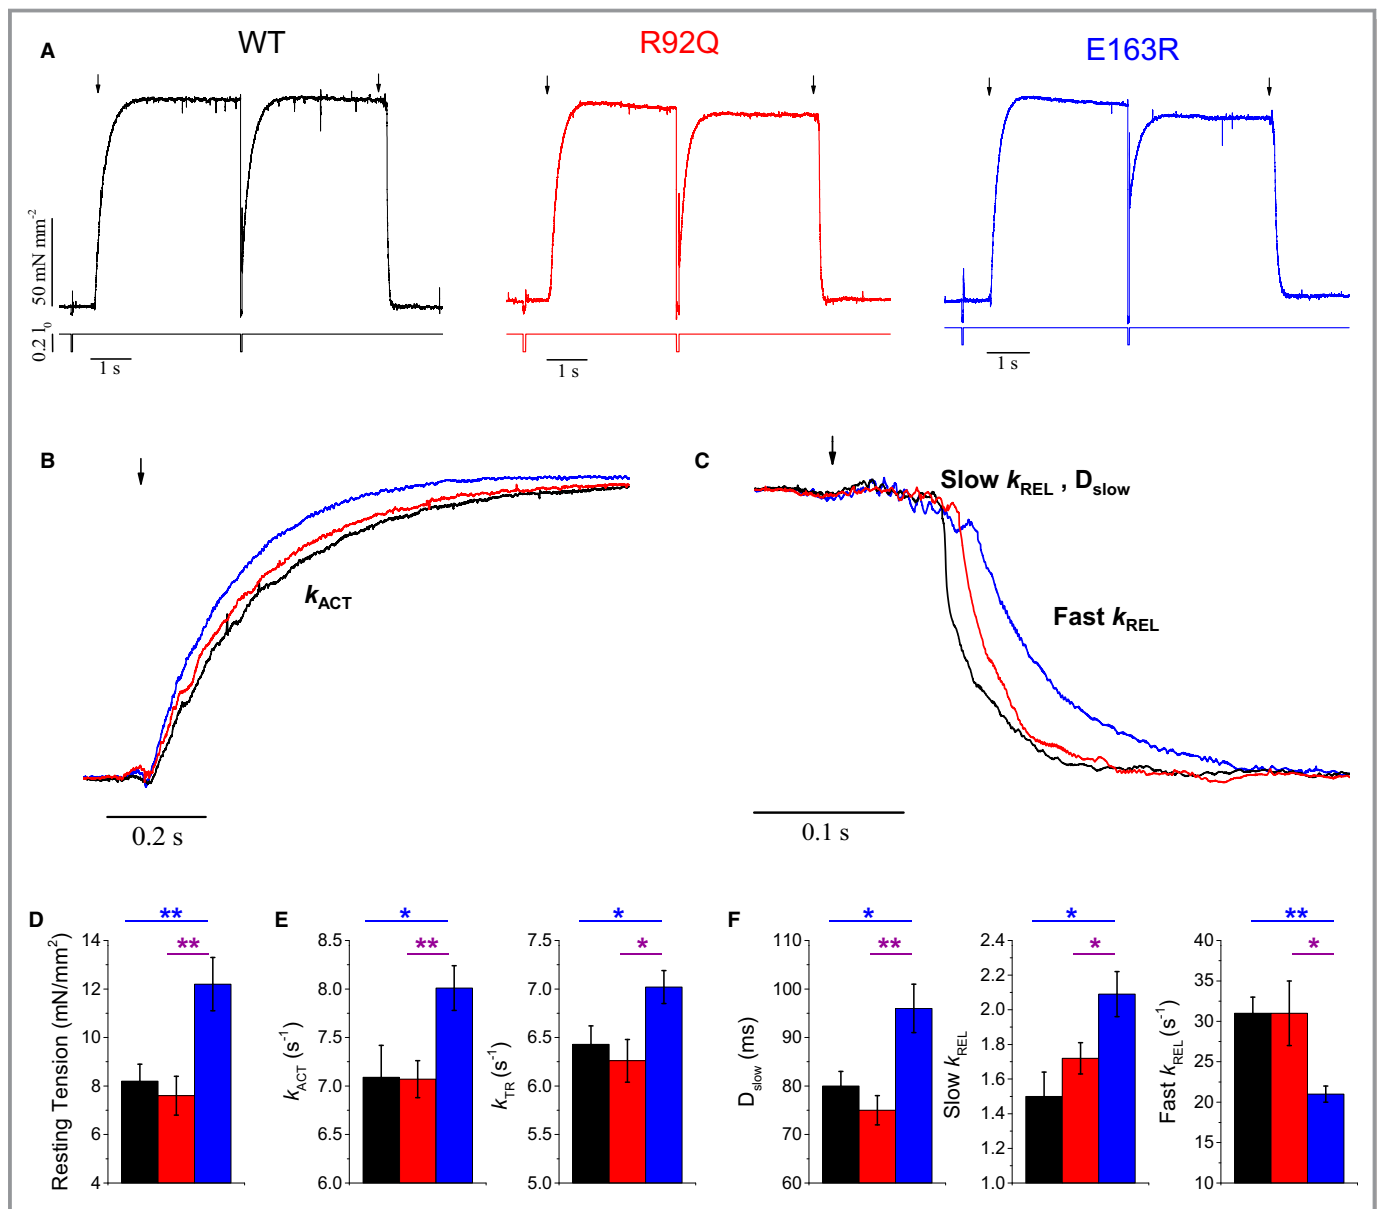 A
WT
R92Q
E163R
50 mN mm-2
0.2 l0
1 s
1 s
1 s
B
kACT
0.2 s
C
Slow kREL , Dslow
Fast kREL
0.1 s
D
**
**
Resting Tension (mN/mm2)
14
12
10
8
6
4
E
*
**
kACT (s-1)
8.5
8.0
7.5
7.0
6.5
6.0
*
*
kTR (s-1)
7.5
7.0
6.5
6.0
5.5
5.0
F
*
**
Dslow (ms)
110
100
90
80
70
60
*
*
Slow kREL
2.4
2.2
2.0
1.8
1.6
1.4
1.2
1.0
**
*
Fast kREL (s-1)
40
35
30
25
20
15
10